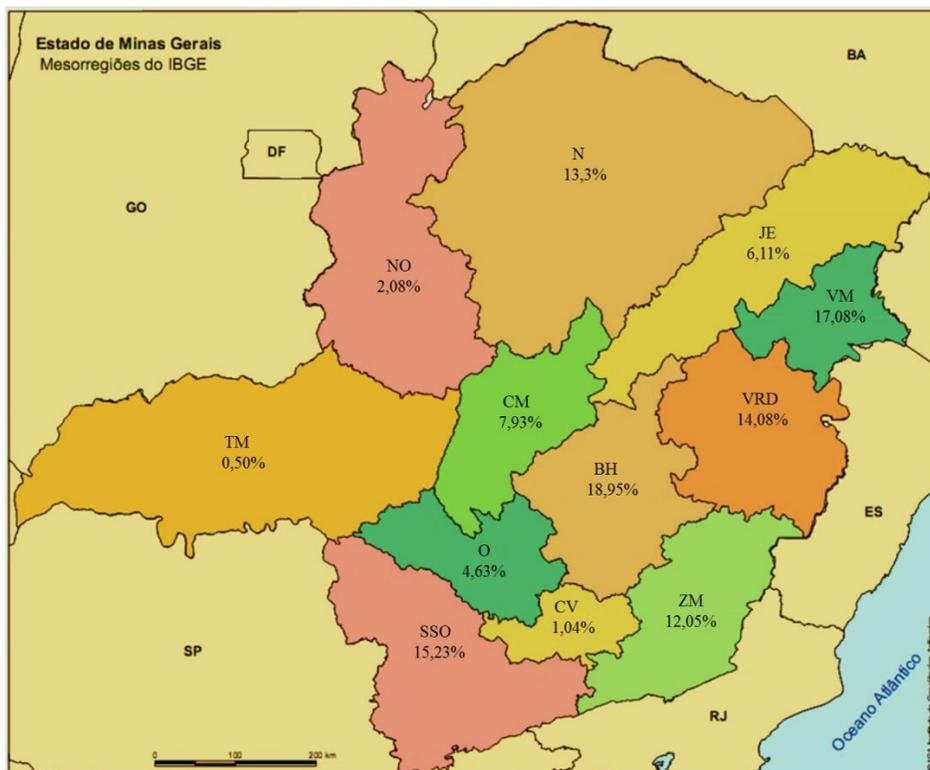 Estado de Minas Gerais
Mesorregiões do IBGE
BA
DF
GO
N
13,3%
JE
6,11%
NO
2,08%
VM
17,08%
CM
7,93%
VRD
14,08%
TM
0,50%
BH
18,95%
ES
O
4,63%
CV
1,04%
ZM
12,05%
SSO
15,23%
SP
RJ
Oceano Atlântico
0 100 200 km